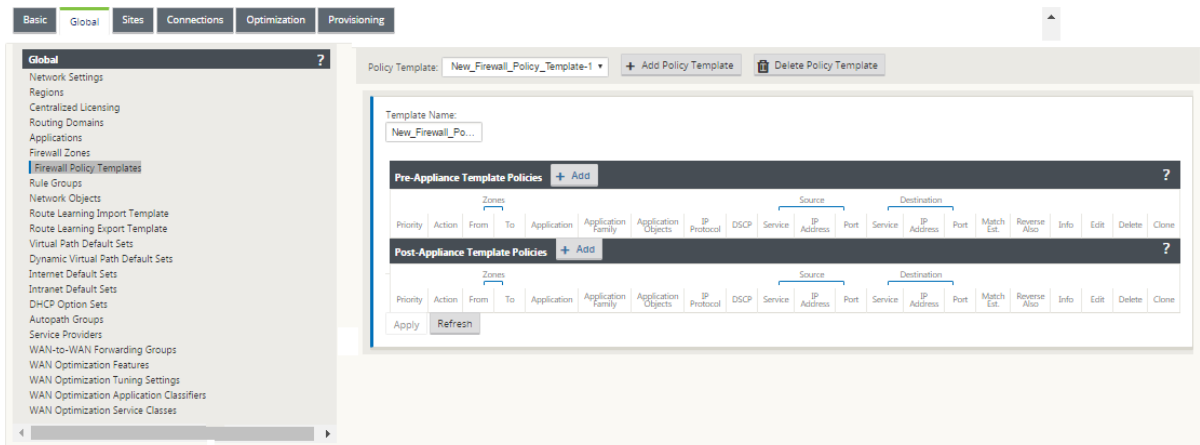 Basic Global Sites Connections Optimization Provisioning
Global ?
Network Settings
Regions
Centralized Licensing
Routing Domains
Applications
Firewall Zones
Firewall Policy Templates
Rule Groups
Network Objects
Route Learning Import Template
Route Learning Export Template
Virtual Path Default Sets
Dynamic Virtual Path Default Sets
Internet Default Sets
Intranet Default Sets
DHCP Option Sets
Autopath Groups
Service Providers
WAN-to-WAN Forwarding Groups
WAN Optimization Features
WAN Optimization Tuning Settings
WAN Optimization Application Classifiers
WAN Optimization Service Classes
Policy Template: New_Firewall_Policy_Template-1 + Add Policy Template Delete Policy Template
Template Name:
New_Firewall_Po...
Pre-Appliance Template Policies + Add ?
Zones Source Destination
Priority Action From To Application Application Family Application Objects IP Protocol DSCP Service IP Address Port Service IP Address Port Match Est. Reverse Also Info Edit Delete Clone
Post-Appliance Template Policies + Add ?
Zones Source Destination
Priority Action From To Application Application Family Application Objects IP Protocol DSCP Service IP Address Port Service IP Address Port Match Est. Reverse Also Info Edit Delete Clone
Apply Refresh